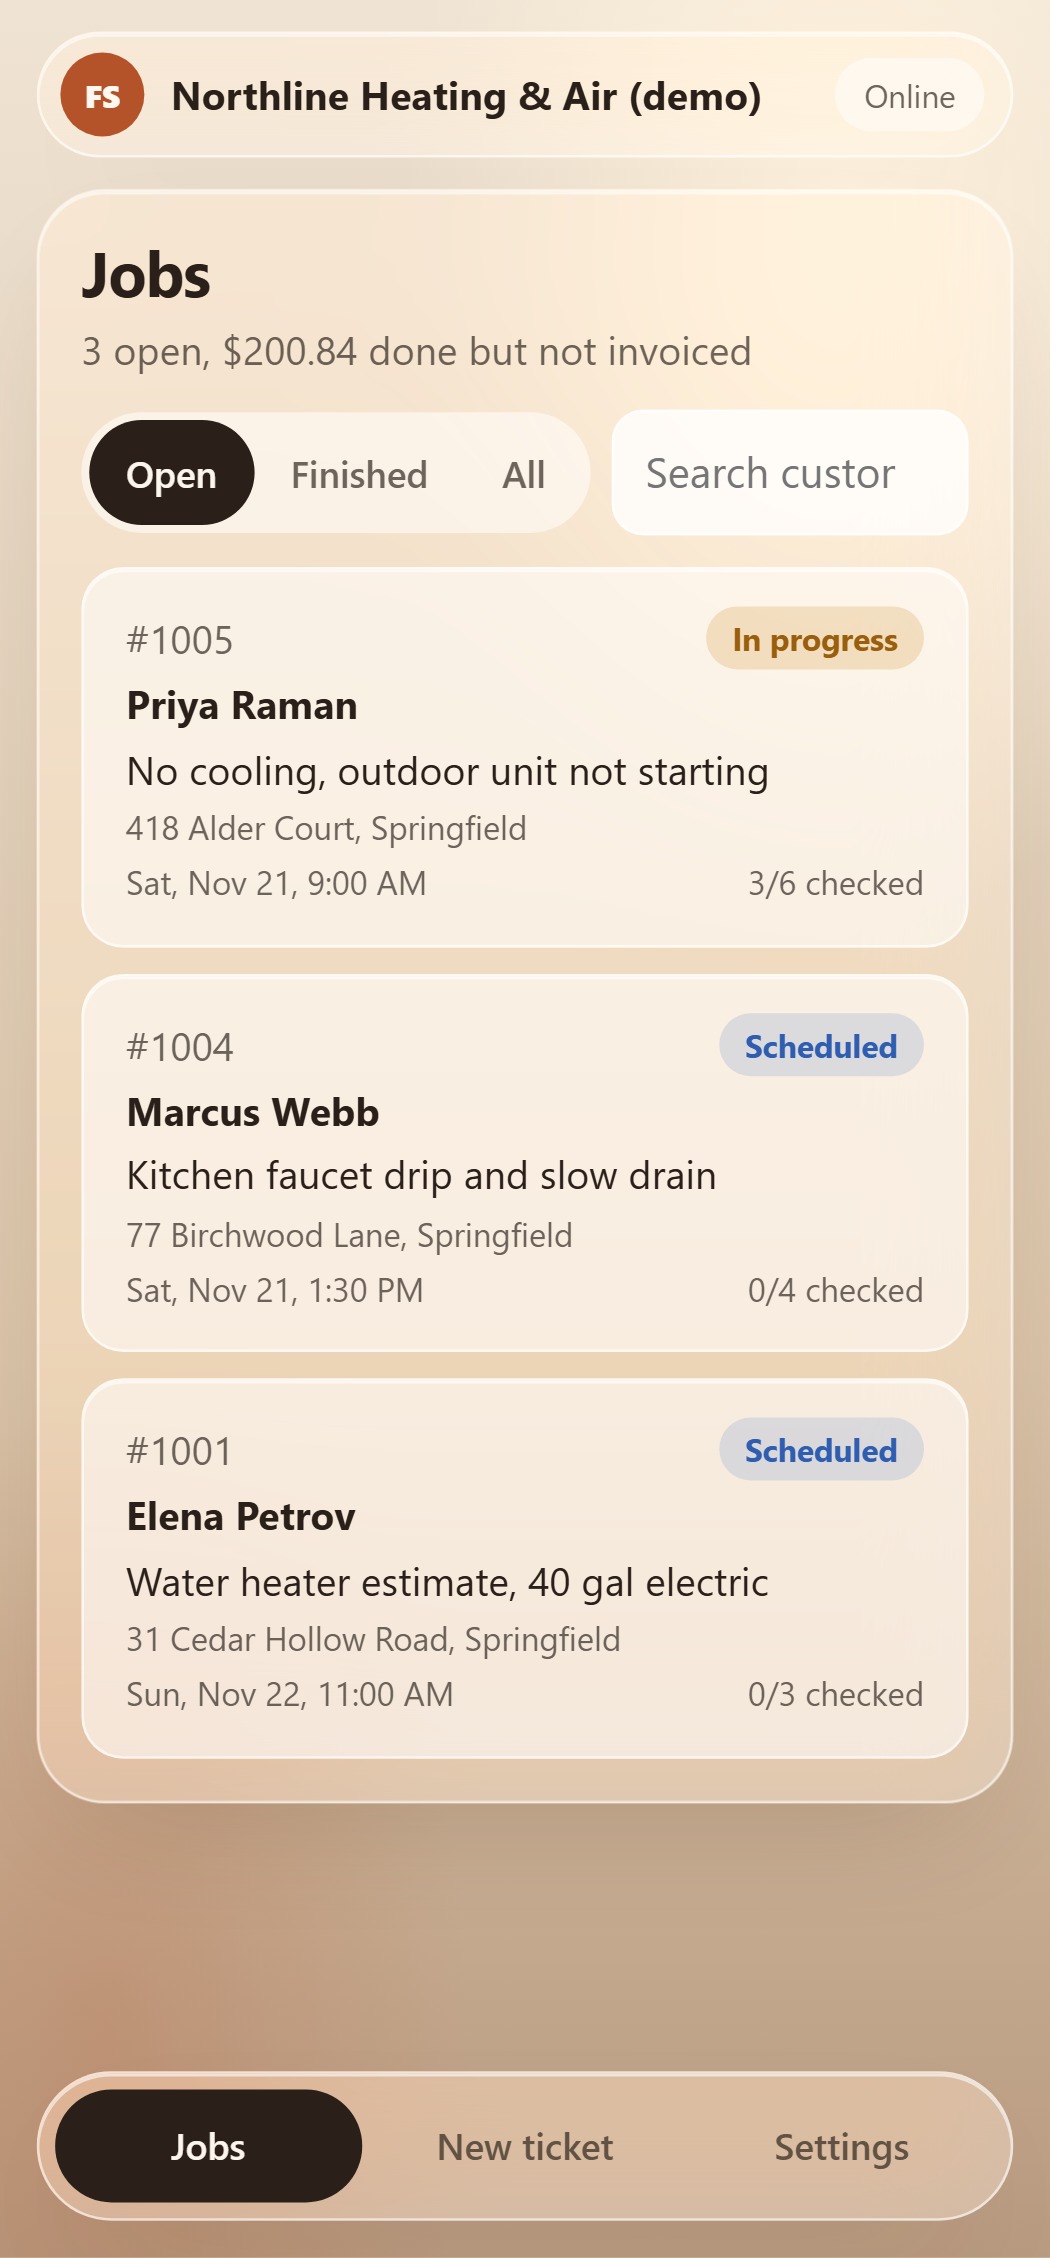 FS Northline Heating & Air (demo) Online
Jobs
3 open, $200.84 done but not invoiced
Open Finished All Search custor
#1005 In progress
Priya Raman
No cooling, outdoor unit not starting
418 Alder Court, Springfield
Sat, Nov 21, 9:00 AM 3/6 checked
#1004 Scheduled
Marcus Webb
Kitchen faucet drip and slow drain
77 Birchwood Lane, Springfield
Sat, Nov 21, 1:30 PM 0/4 checked
#1001 Scheduled
Elena Petrov
Water heater estimate, 40 gal electric
31 Cedar Hollow Road, Springfield
Sun, Nov 22, 11:00 AM 0/3 checked
Jobs New ticket Settings